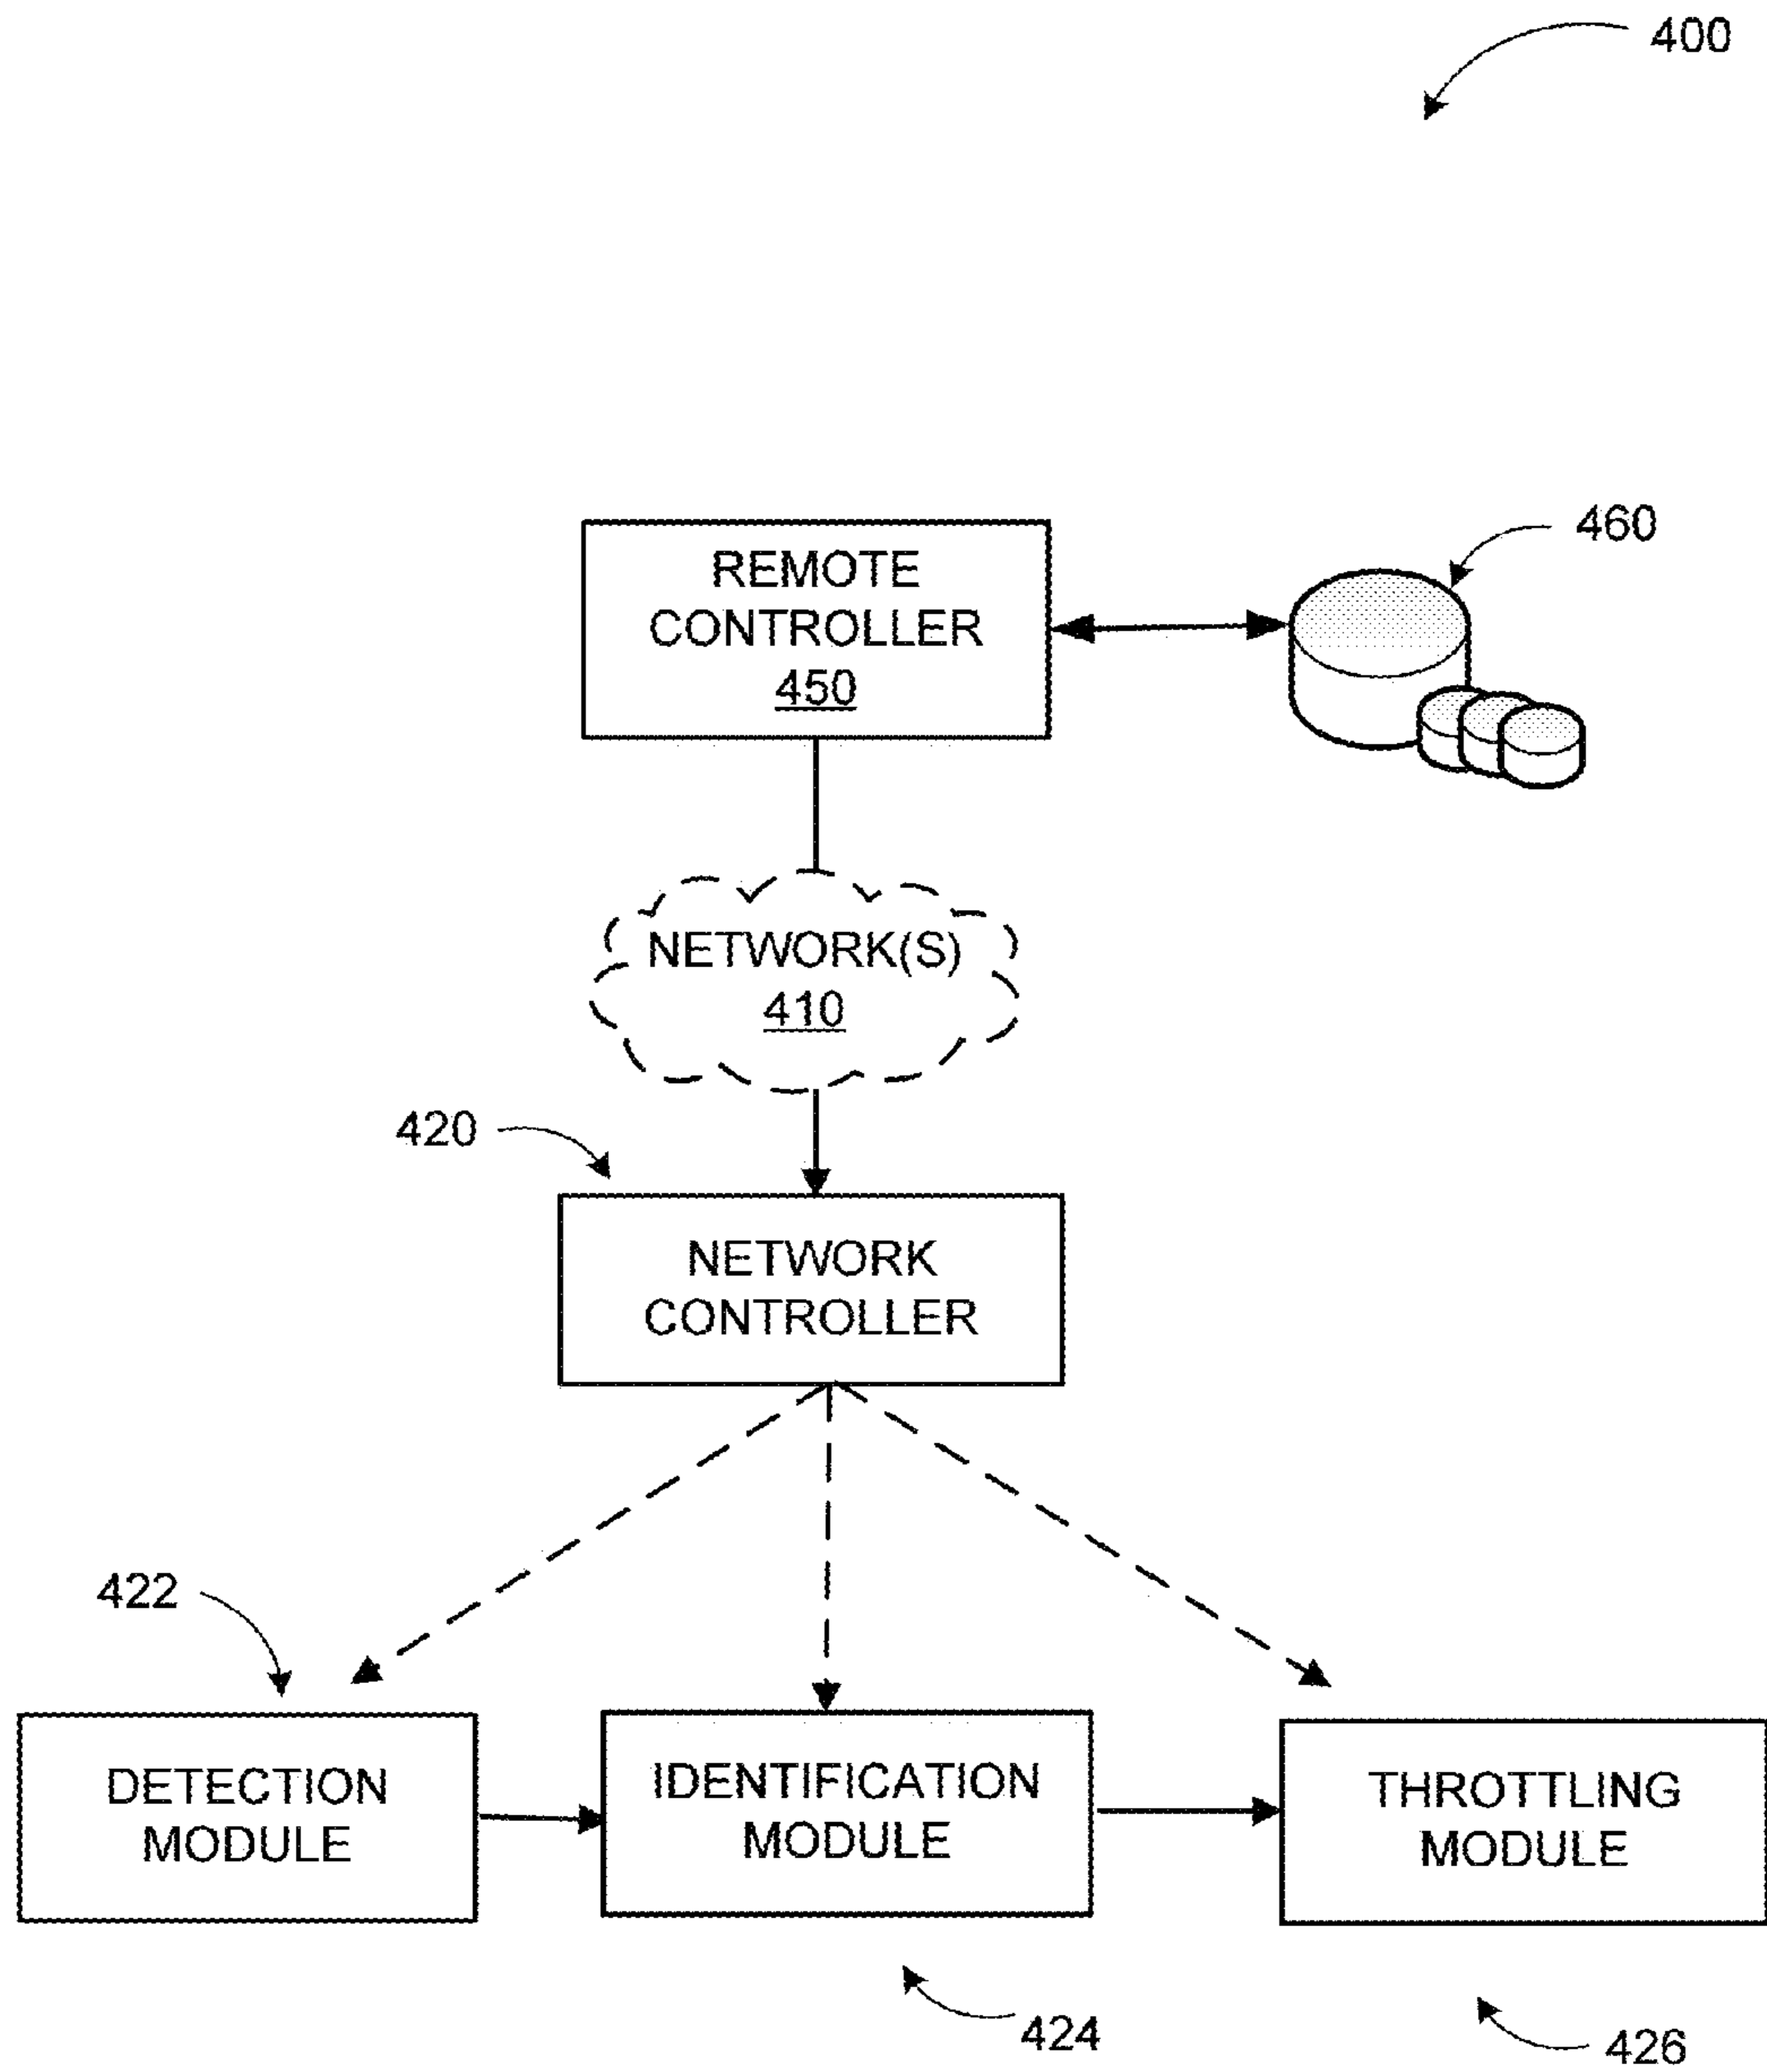 400
REMOTE
CONTROLLER
450
460
NETWORK(S)
410
420
NETWORK
CONTROLLER
422
DETECTION
MODULE
IDENTIFICATION
MODULE
THROTTLING
MODULE
424
426